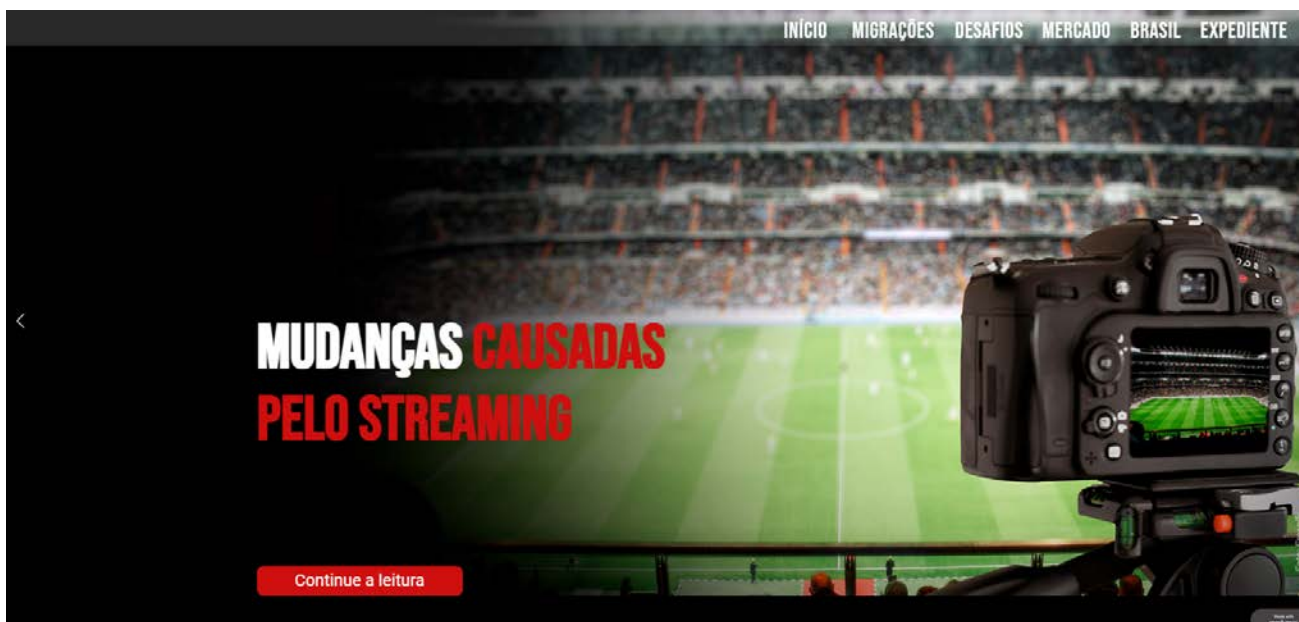 INÍCIO MIGRAÇÕES DESAFIOS MERCADO BRASIL EXPEDIENTE
MUDANÇAS CAUSADAS
PELO STREAMING
Continue a leitura